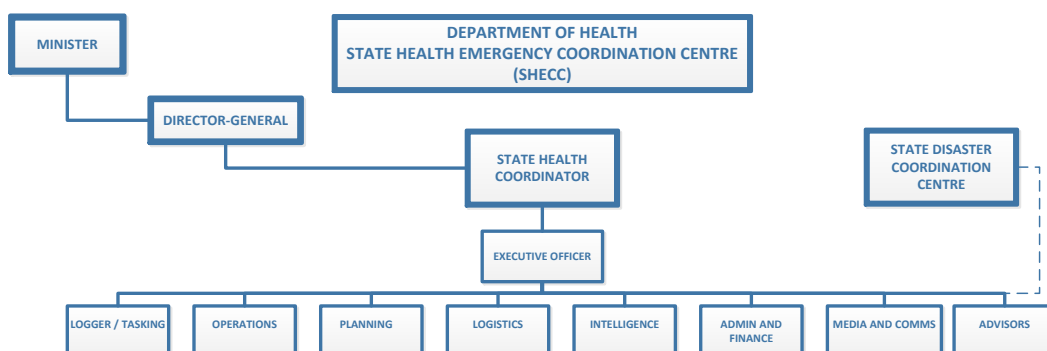 MINISTER
DEPARTMENT OF HEALTH
STATE HEALTH EMERGENCY COORDINATION CENTRE
(SHECC)
DIRECTOR-GENERAL
STATE HEALTH
COORDINATOR
STATE DISASTER
COORDINATION
CENTRE
EXECUTIVE OFFICER
LOGGER / TASKING
OPERATIONS
PLANNING
LOGISTICS
INTELLIGENCE
ADMIN AND
FINANCE
MEDIA AND COMMS
ADVISORS